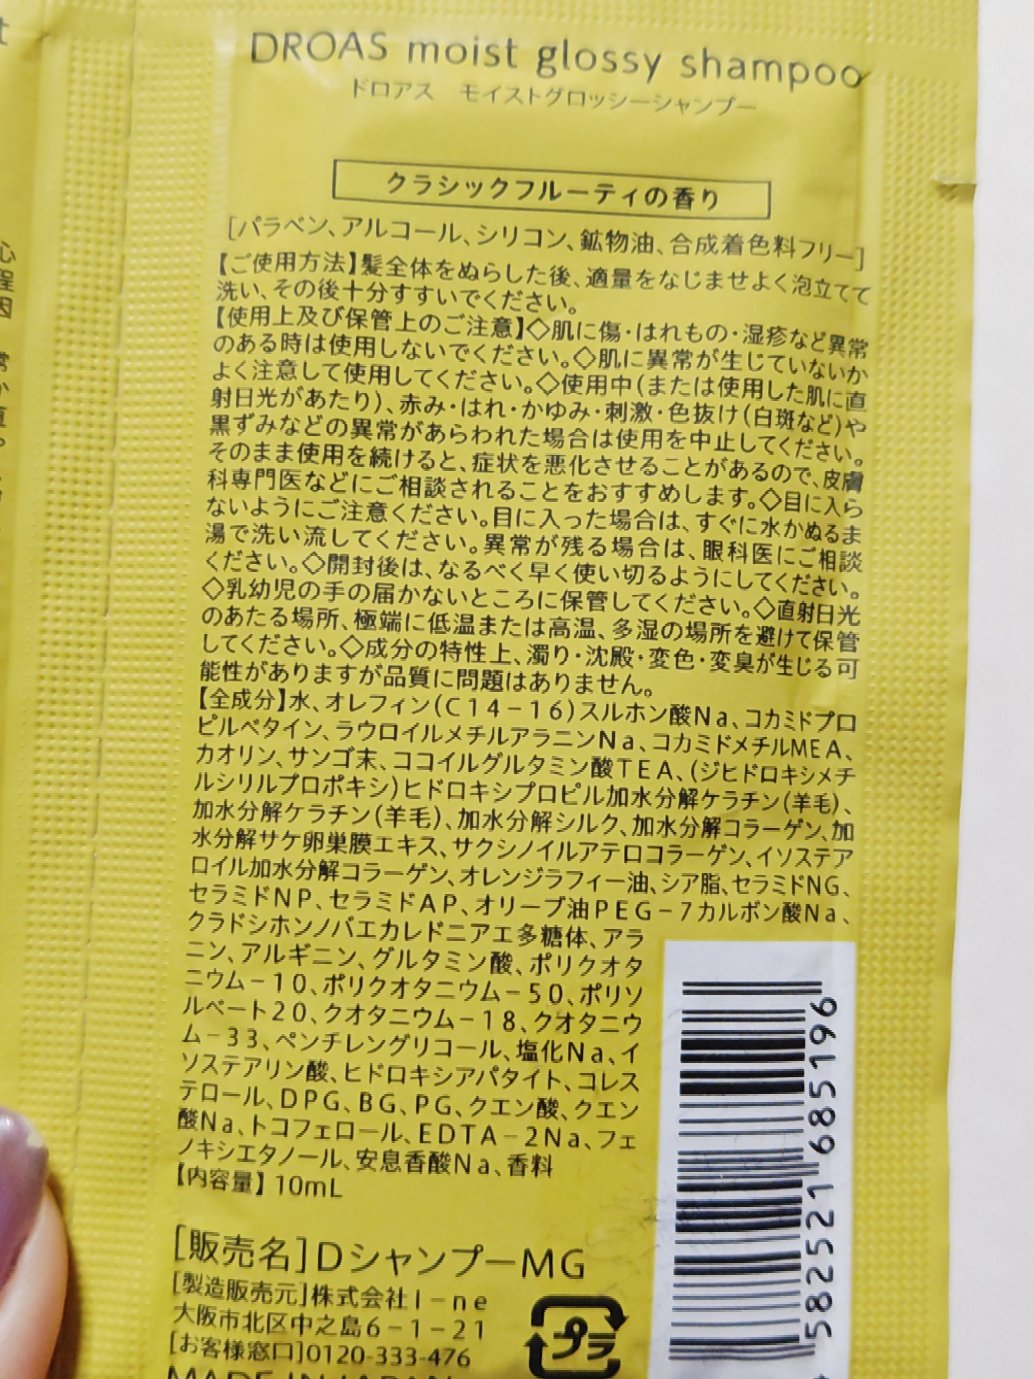 t
DROAS moist glossy shampoo
ドロアス モイストグロッシーシャンプー
クラシックフルーティの香り
[パラベン、アルコール、シリコン、鉱物油、合成着色料フリー]
【ご使用方法】髪全体をぬらした後、適量をなじませよく泡立てて
洗い、その後十分すすいでください。
【使用上及び保管上のご注意】◇肌に傷・はれもの・湿疹など異常
のある時は使用しないでください。◇肌に異常が生じていないか
よく注意して使用してください。◇使用中(または使用した肌に直
射日光があたり)、赤み・はれ・かゆみ・刺激・色抜け(白斑など)や
黒ずみなどの異常があらわれた場合は使用を中止してください。
そのまま使用を続けると、症状を悪化させることがあるので、皮膚
科専門医などにご相談されることをおすすめします。◇目に入ら
ないようにご注意ください。目に入った場合は、すぐに水かぬるま
湯で洗い流してください。異常が残る場合は、眼科医にご相談
ください。◇開封後は、なるべく早く使い切るようにしてください。
◇乳幼児の手の届かないところに保管してください。◇直射日光
のあたる場所、極端に低温または高温、多湿の場所を避けて保管
してください。◇成分の特性上、濁り・沈殿・変色・変臭が生じる可
能性がありますが品質に問題はありません。
【全成分】水、オレフィン(C14-16)スルホン酸Na、コカミドプロ
ピルベタイン、ラウロイルメチルアラニンNa、コカミドメチルMEA、
カオリン、サンゴ末、ココイルグルタミン酸TEA、(ジヒドロキシメチ
ルシリルプロポキシ)ヒドロキシプロピル加水分解ケラチン(羊毛)、
加水分解ケラチン(羊毛)、加水分解シルク、加水分解コラーゲン、加
水分解サケ卵巣膜エキス、サクシノイルアテロコラーゲン、イソステア
ロイル加水分解コラーゲン、オレンジラフィー油、シア脂、セラミドNG、
セラミドNP、セラミドAP、オリーブ油PEG-7カルボン酸Na、
クラドシホンノバエカレドニアエ多糖体、アラ
ニン、アルギニン、グルタミン酸、ポリクオタ
ニウム-10、ポリクオタニウム-50、ポリソ
ルベート20、クオタニウム-18、クオタニウ
ム-33、ペンチレングリコール、塩化Na、イ
ソステアリン酸、ヒドロキシアパタイト、コレス
テロール、DPG、BG、PG、クエン酸、クエン
酸Na、トコフェロール、EDTA-2Na、フェ
ノキシエタノール、安息香酸Na、香料
【内容量】10mL
[販売名]DシャンプーMG
[製造販売元]株式会社I-ne
大阪市北区中之島6-1-21
[お客様窓口]0120-333-476
MADE IN JAPAN
プラ
582521685196
心
程
因
常